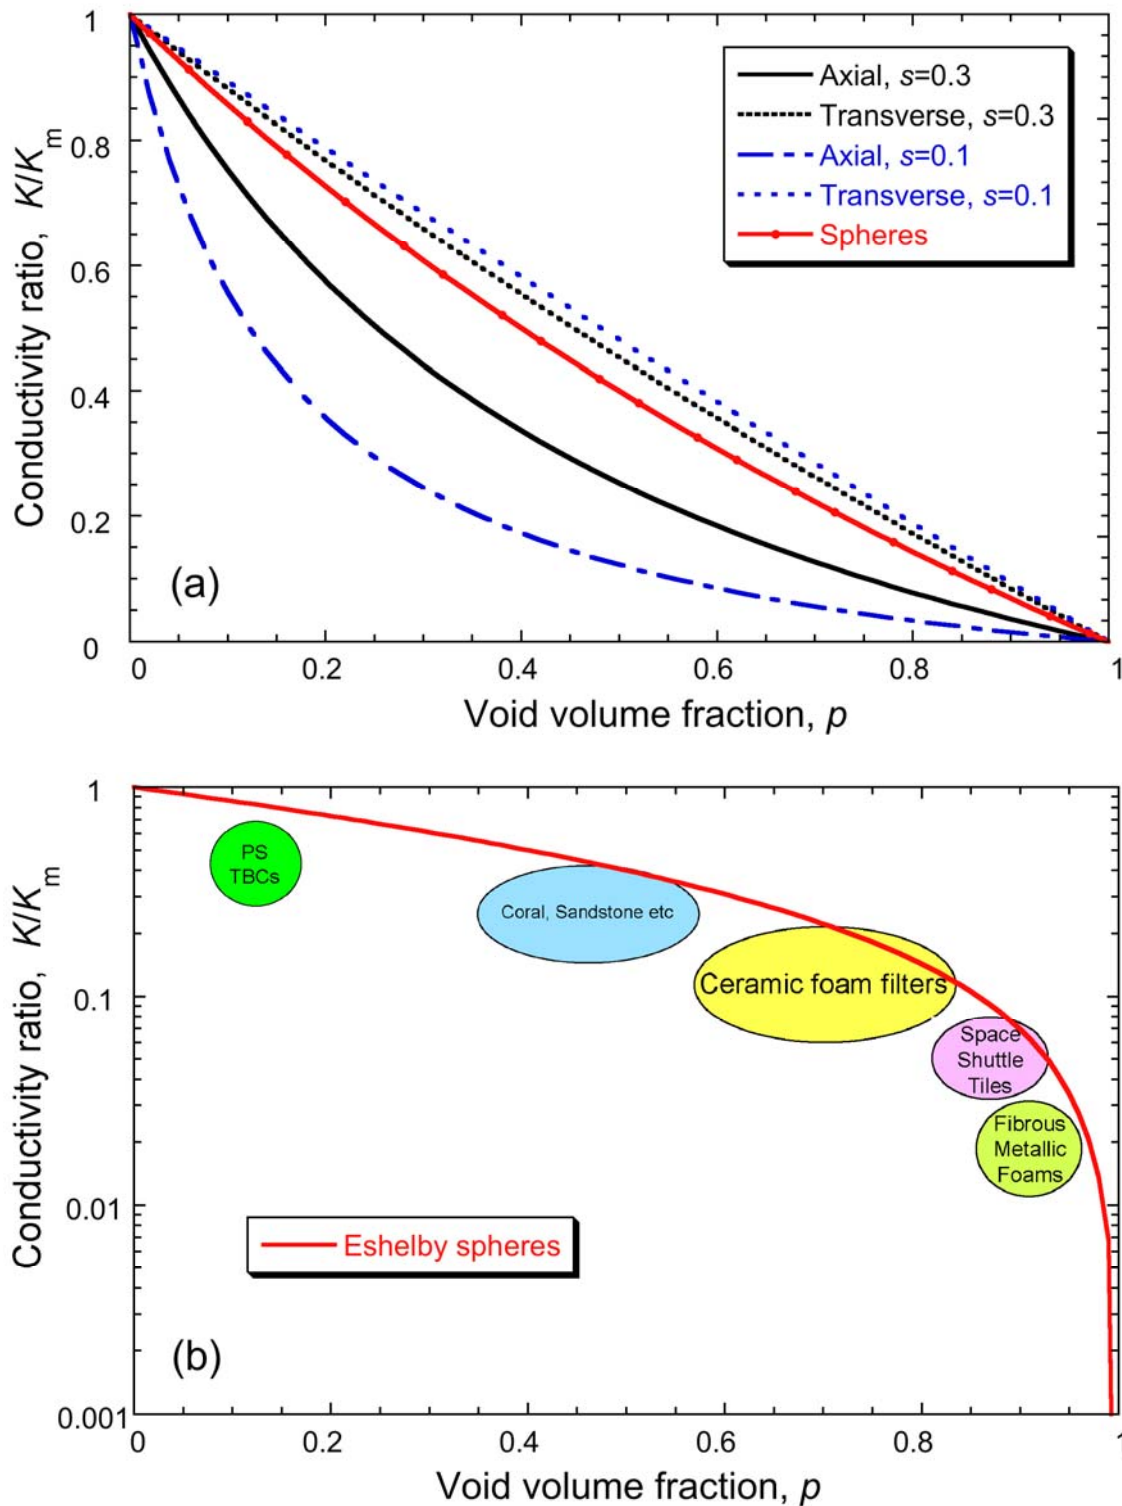 1
0.8
0.6
0.4
0.2
0
Conductivity ratio, K/Km
Axial, s=0.3
Transverse, s=0.3
Axial, s=0.1
Transverse, s=0.1
Spheres
(a)
0 0.2 0.4 0.6 0.8 1
Void volume fraction, p
1
0.1
0.01
0.001
Conductivity ratio, K/Km
PS
TBCs
Coral, Sandstone etc
Ceramic foam filters
Space
Shuttle
Tiles
Fibrous
Metallic
Foams
Eshelby spheres
(b)
0 0.2 0.4 0.6 0.8 1
Void volume fraction, p